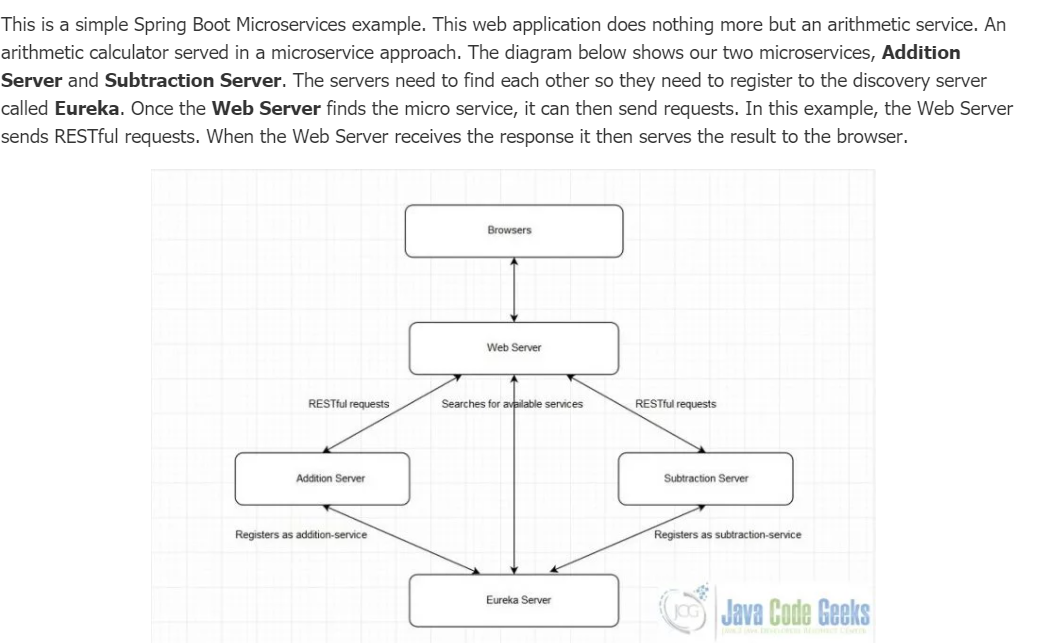 This is a simple Spring Boot Microservices example. This web application does nothing more but an arithmetic service. An
arithmetic calculator served in a microservice approach. The diagram below shows our two microservices, Addition
Server and Subtraction Server. The servers need to find each other so they need to register to the discovery server
called Eureka. Once the Web Server finds the micro service, it can then send requests. In this example, the Web Server
sends RESTful requests. When the Web Server receives the response it then serves the result to the browser.
Browsers
Web Server
RESTful requests
Searches for available services
RESTful requests
Addition Server
Subtraction Server
Registers as addition-service
Registers as subtraction-service
Eureka Server
JCG
Java Code Geeks